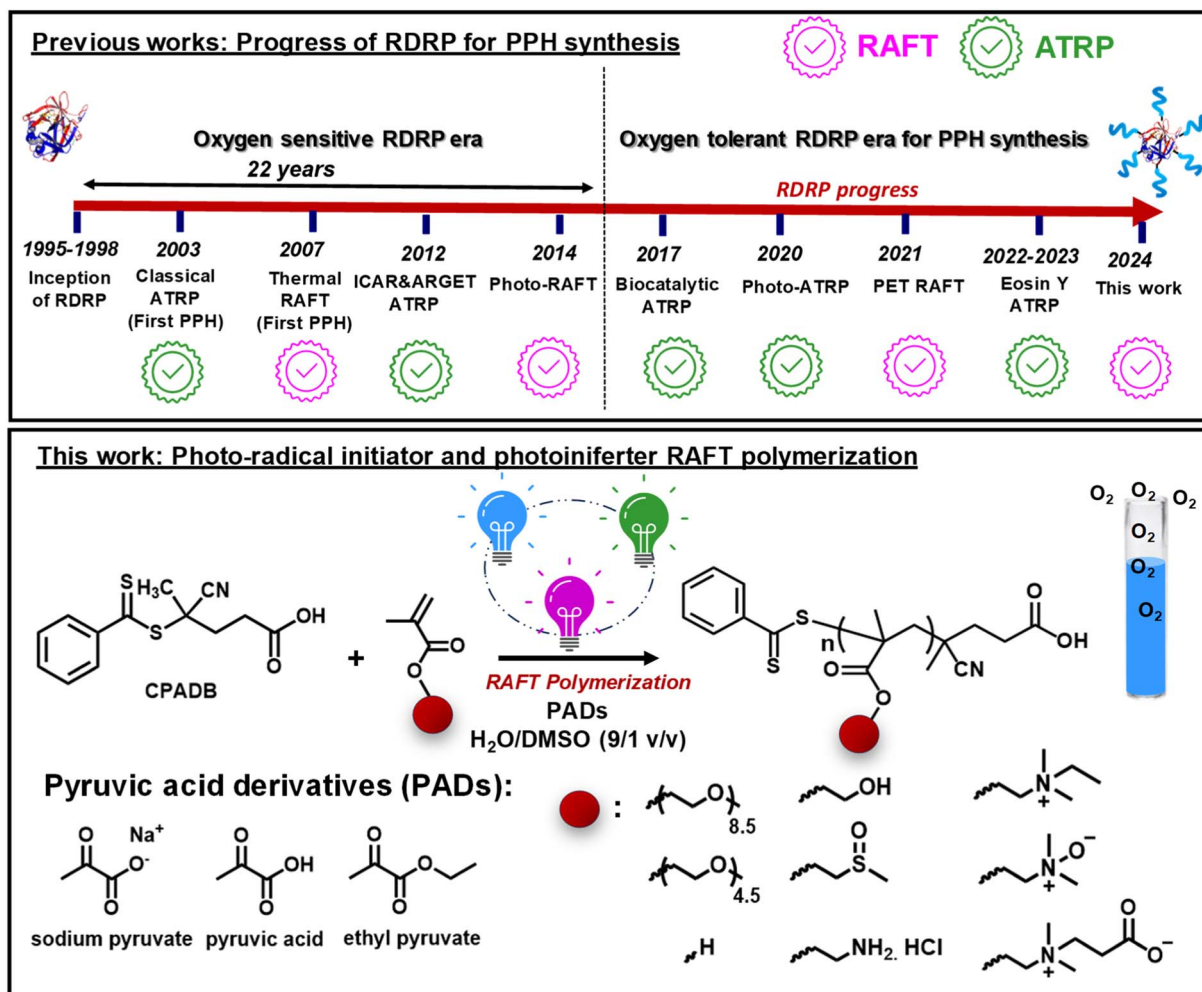 Previous works: Progress of RDRP for PPH synthesis
RAFT
ATRP
Oxygen sensitive RDRP era
Oxygen tolerant RDRP era for PPH synthesis
22 years
RDRP progress
1995-1998
Inception
of RDRP
2003
Classical
ATRP
(First PPH)
2007
Thermal
RAFT
(First PPH)
2012
ICAR&ARGET
ATRP
2014
Photo-RAFT
2017
Biocatalytic
ATRP
2020
Photo-ATRP
2021
PET RAFT
2022-2023
Eosin Y
ATRP
2024
This work
This work: Photo-radical initiator and photoiniferter RAFT polymerization
O2 O2 O2
O2
O2
O2
S
H3C
CN
S
OH
O
CPADB
+
O
O
RAFT Polymerization
PADs
H2O/DMSO (9/1 v/v)
S
S
n
O
O
CN
O
OH
Pyruvic acid derivatives (PADs):
O
Na+
O-
O
sodium pyruvate
O
OH
O
pyruvic acid
O
O
O
ethyl pyruvate
:
O
8.5
OH
N
+
O
4.5
O
S
N
+
O−
H
NH2. HCl
N
+
O
O−